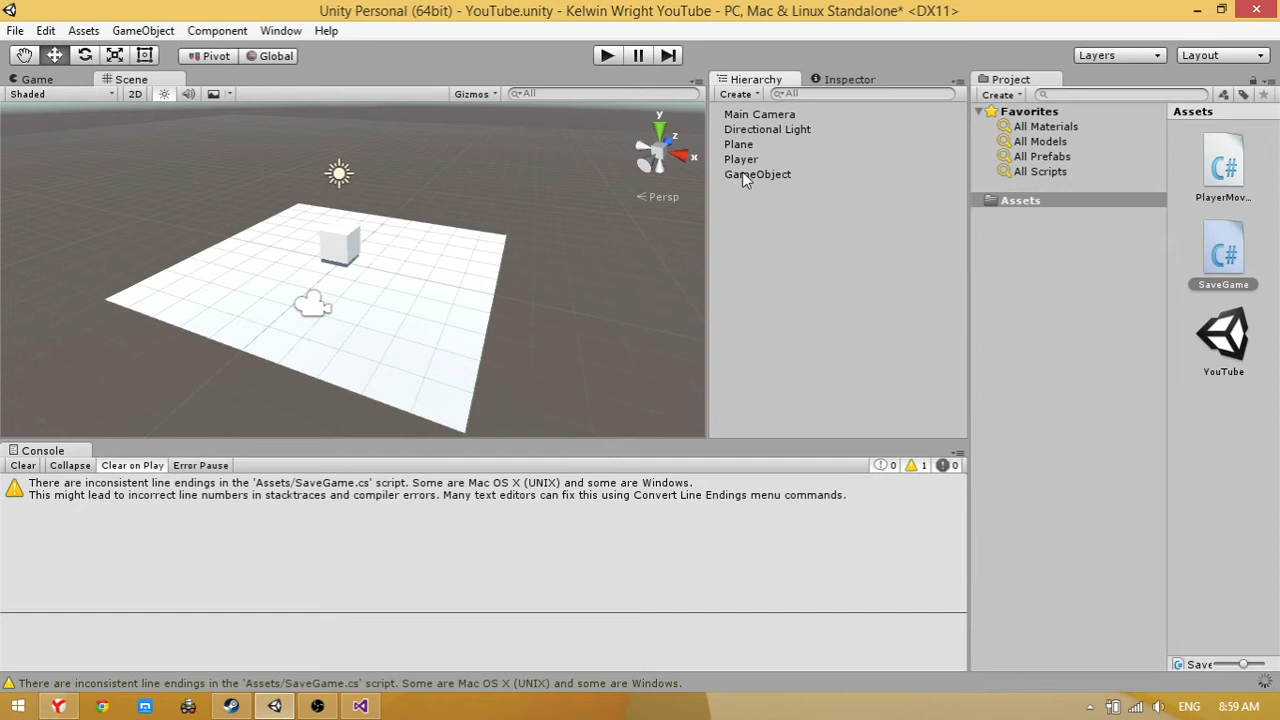 Unity Personal (64bit) - YouTube.unity - Kelwin Wright YouTube - PC, Mac & Linux Standalone* <DX11>
File Edit Assets GameObject Component Window Help
Pivot Global Layers Layout
Game Scene Hierarchy Inspector Project
Shaded 2D Gizmos All Create All Create
Favorites
All Materials
All Models
All Prefabs
All Scripts
Assets
Main Camera
Directional Light
Plane
Player
GameObject
y
z
x
Persp
Assets
PlayerMov...
SaveGame
YouTube
Console
Clear Collapse Clear on Play Error Pause 0 1 0
There are inconsistent line endings in the 'Assets/SaveGame.cs' script. Some are Mac OS X (UNIX) and some are Windows.
This might lead to incorrect line numbers in stacktraces and compiler errors. Many text editors can fix this using Convert Line Endings menu commands.
Save
There are inconsistent line endings in the 'Assets/SaveGame.cs' script. Some are Mac OS X (UNIX) and some are Windows.
ENG 8:59 AM